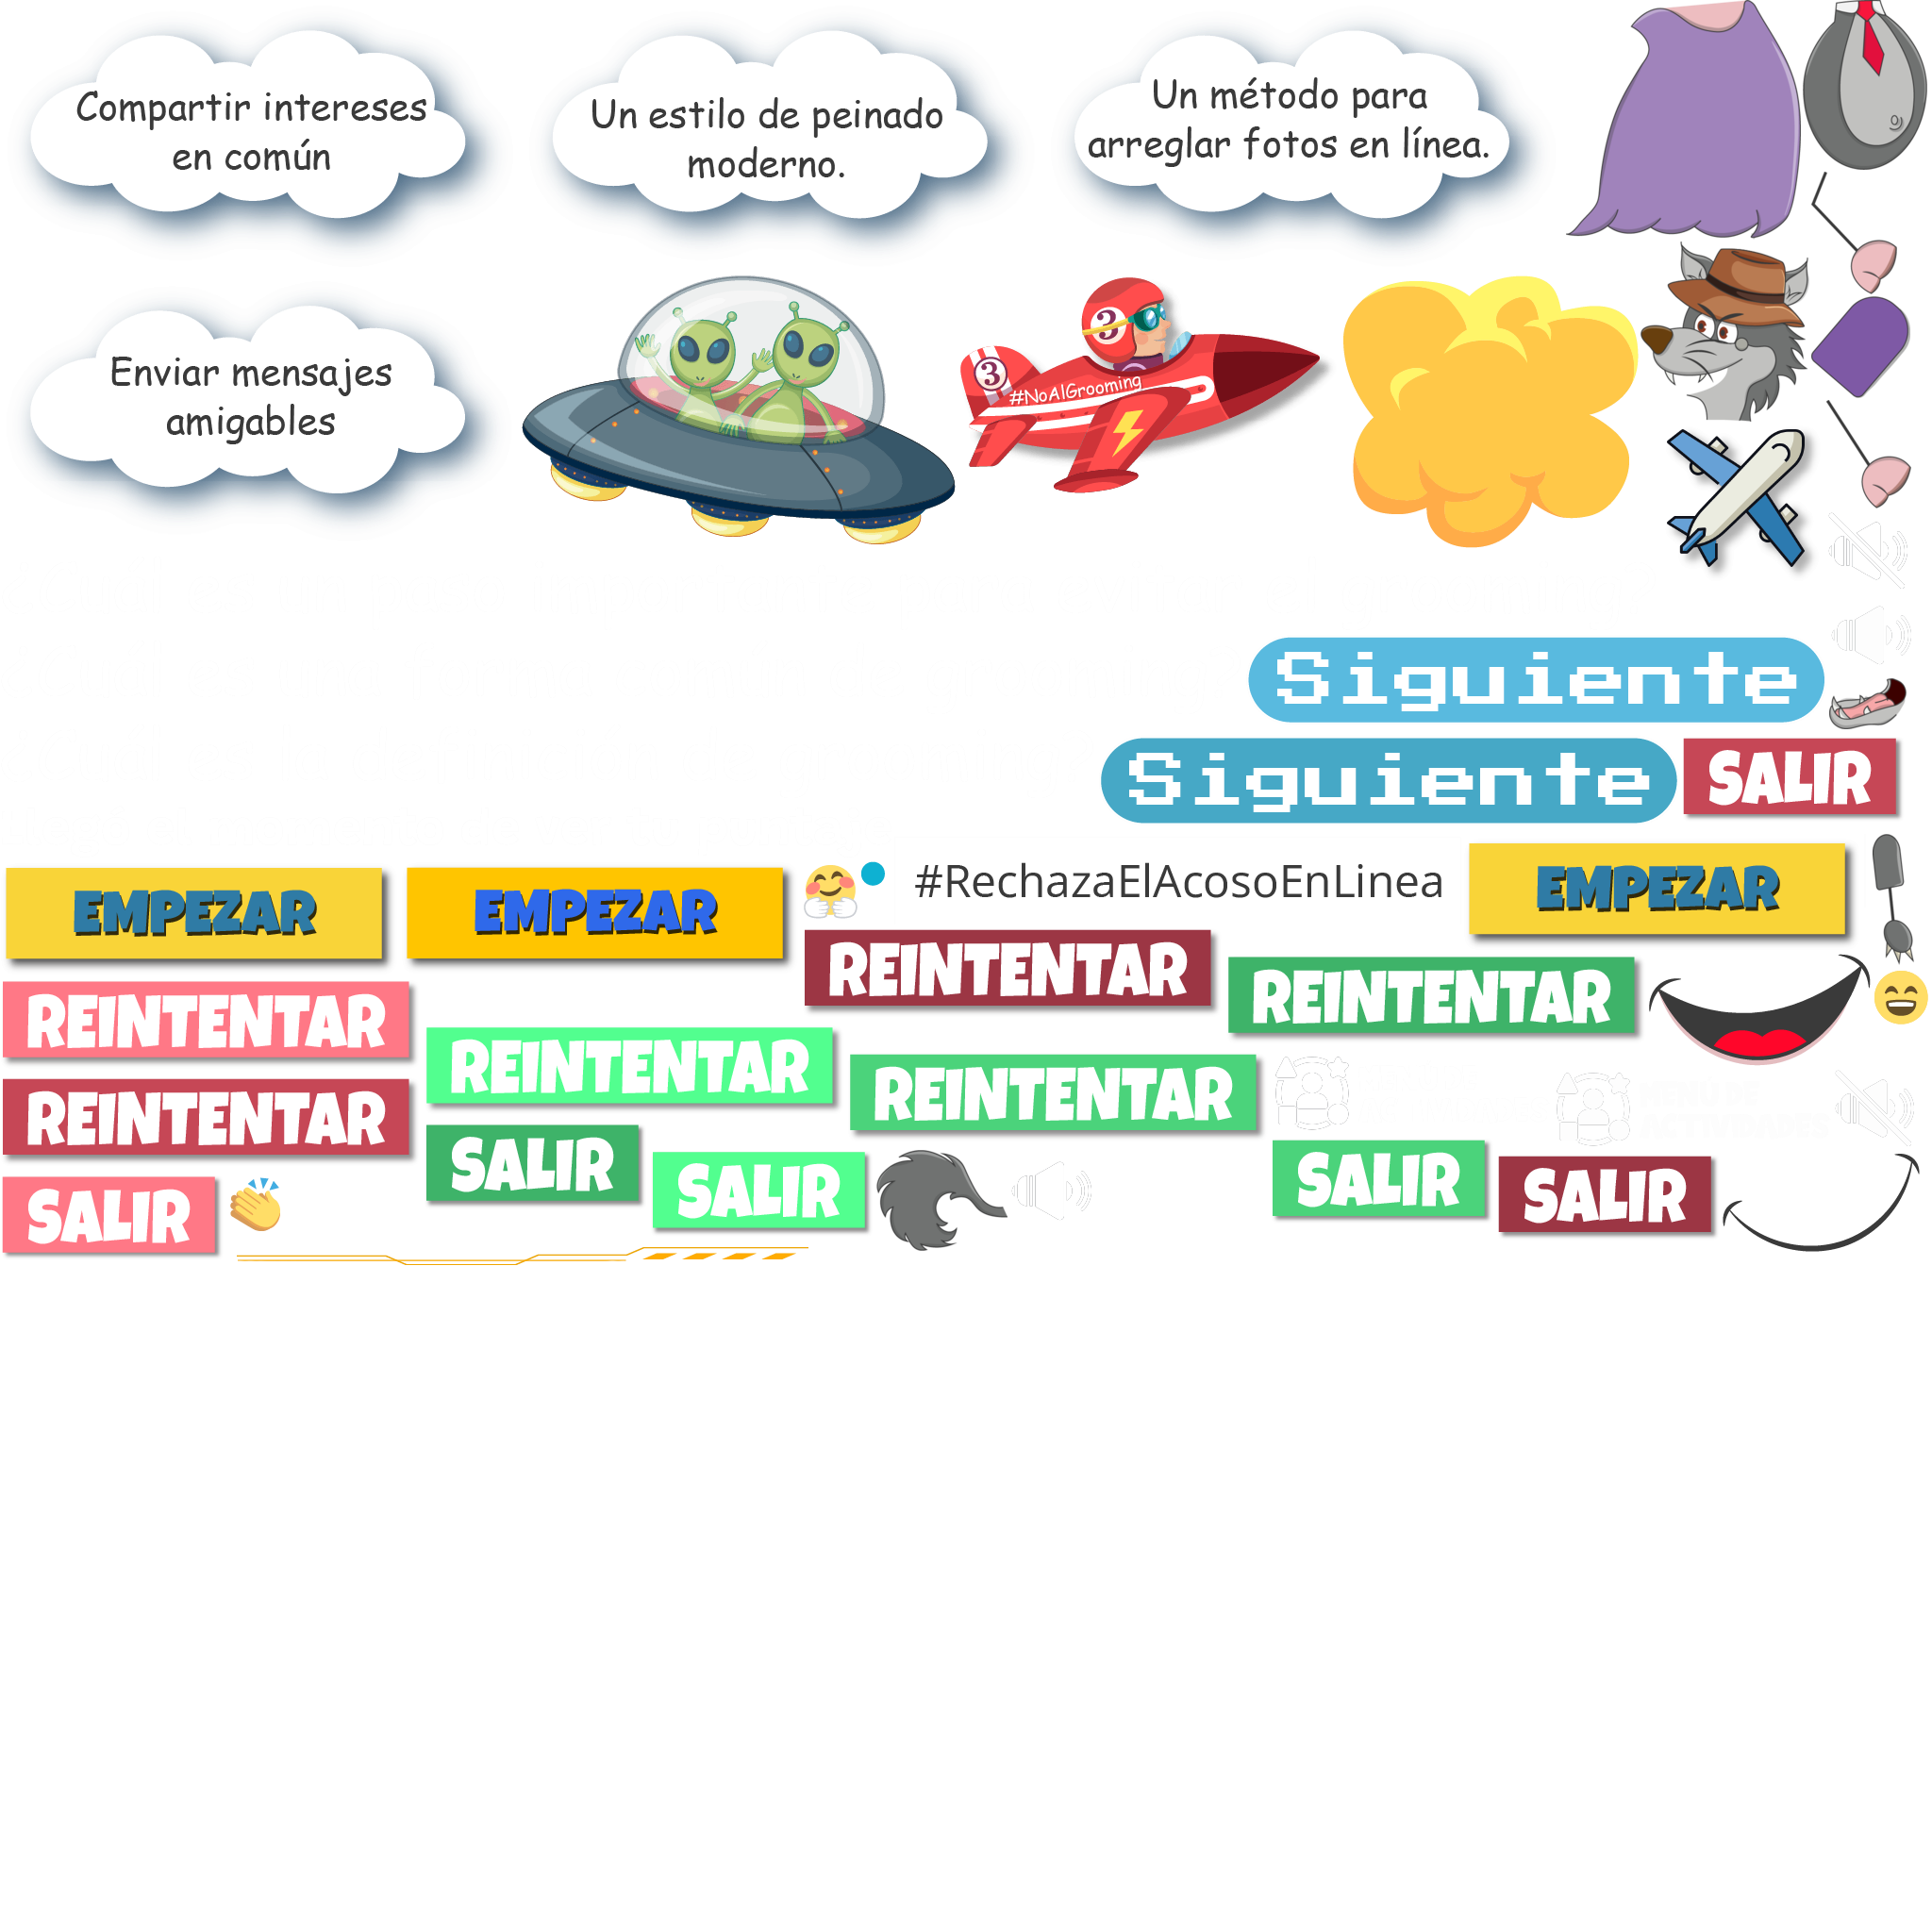 Compartir intereses
en común
Un estilo de peinado
moderno.
Un método para
arreglar fotos en línea.
Enviar mensajes
amigables
3
3
#NoAlGrooming
Siguiente
Siguiente
SALIR
EMPEZAR
EMPEZAR
#RechazaElAcosoEnLinea
EMPEZAR
REINTENTAR
REINTENTAR
REINTENTAR
REINTENTAR
REINTENTAR
REINTENTAR
SALIR
SALIR
SALIR
SALIR
SALIR